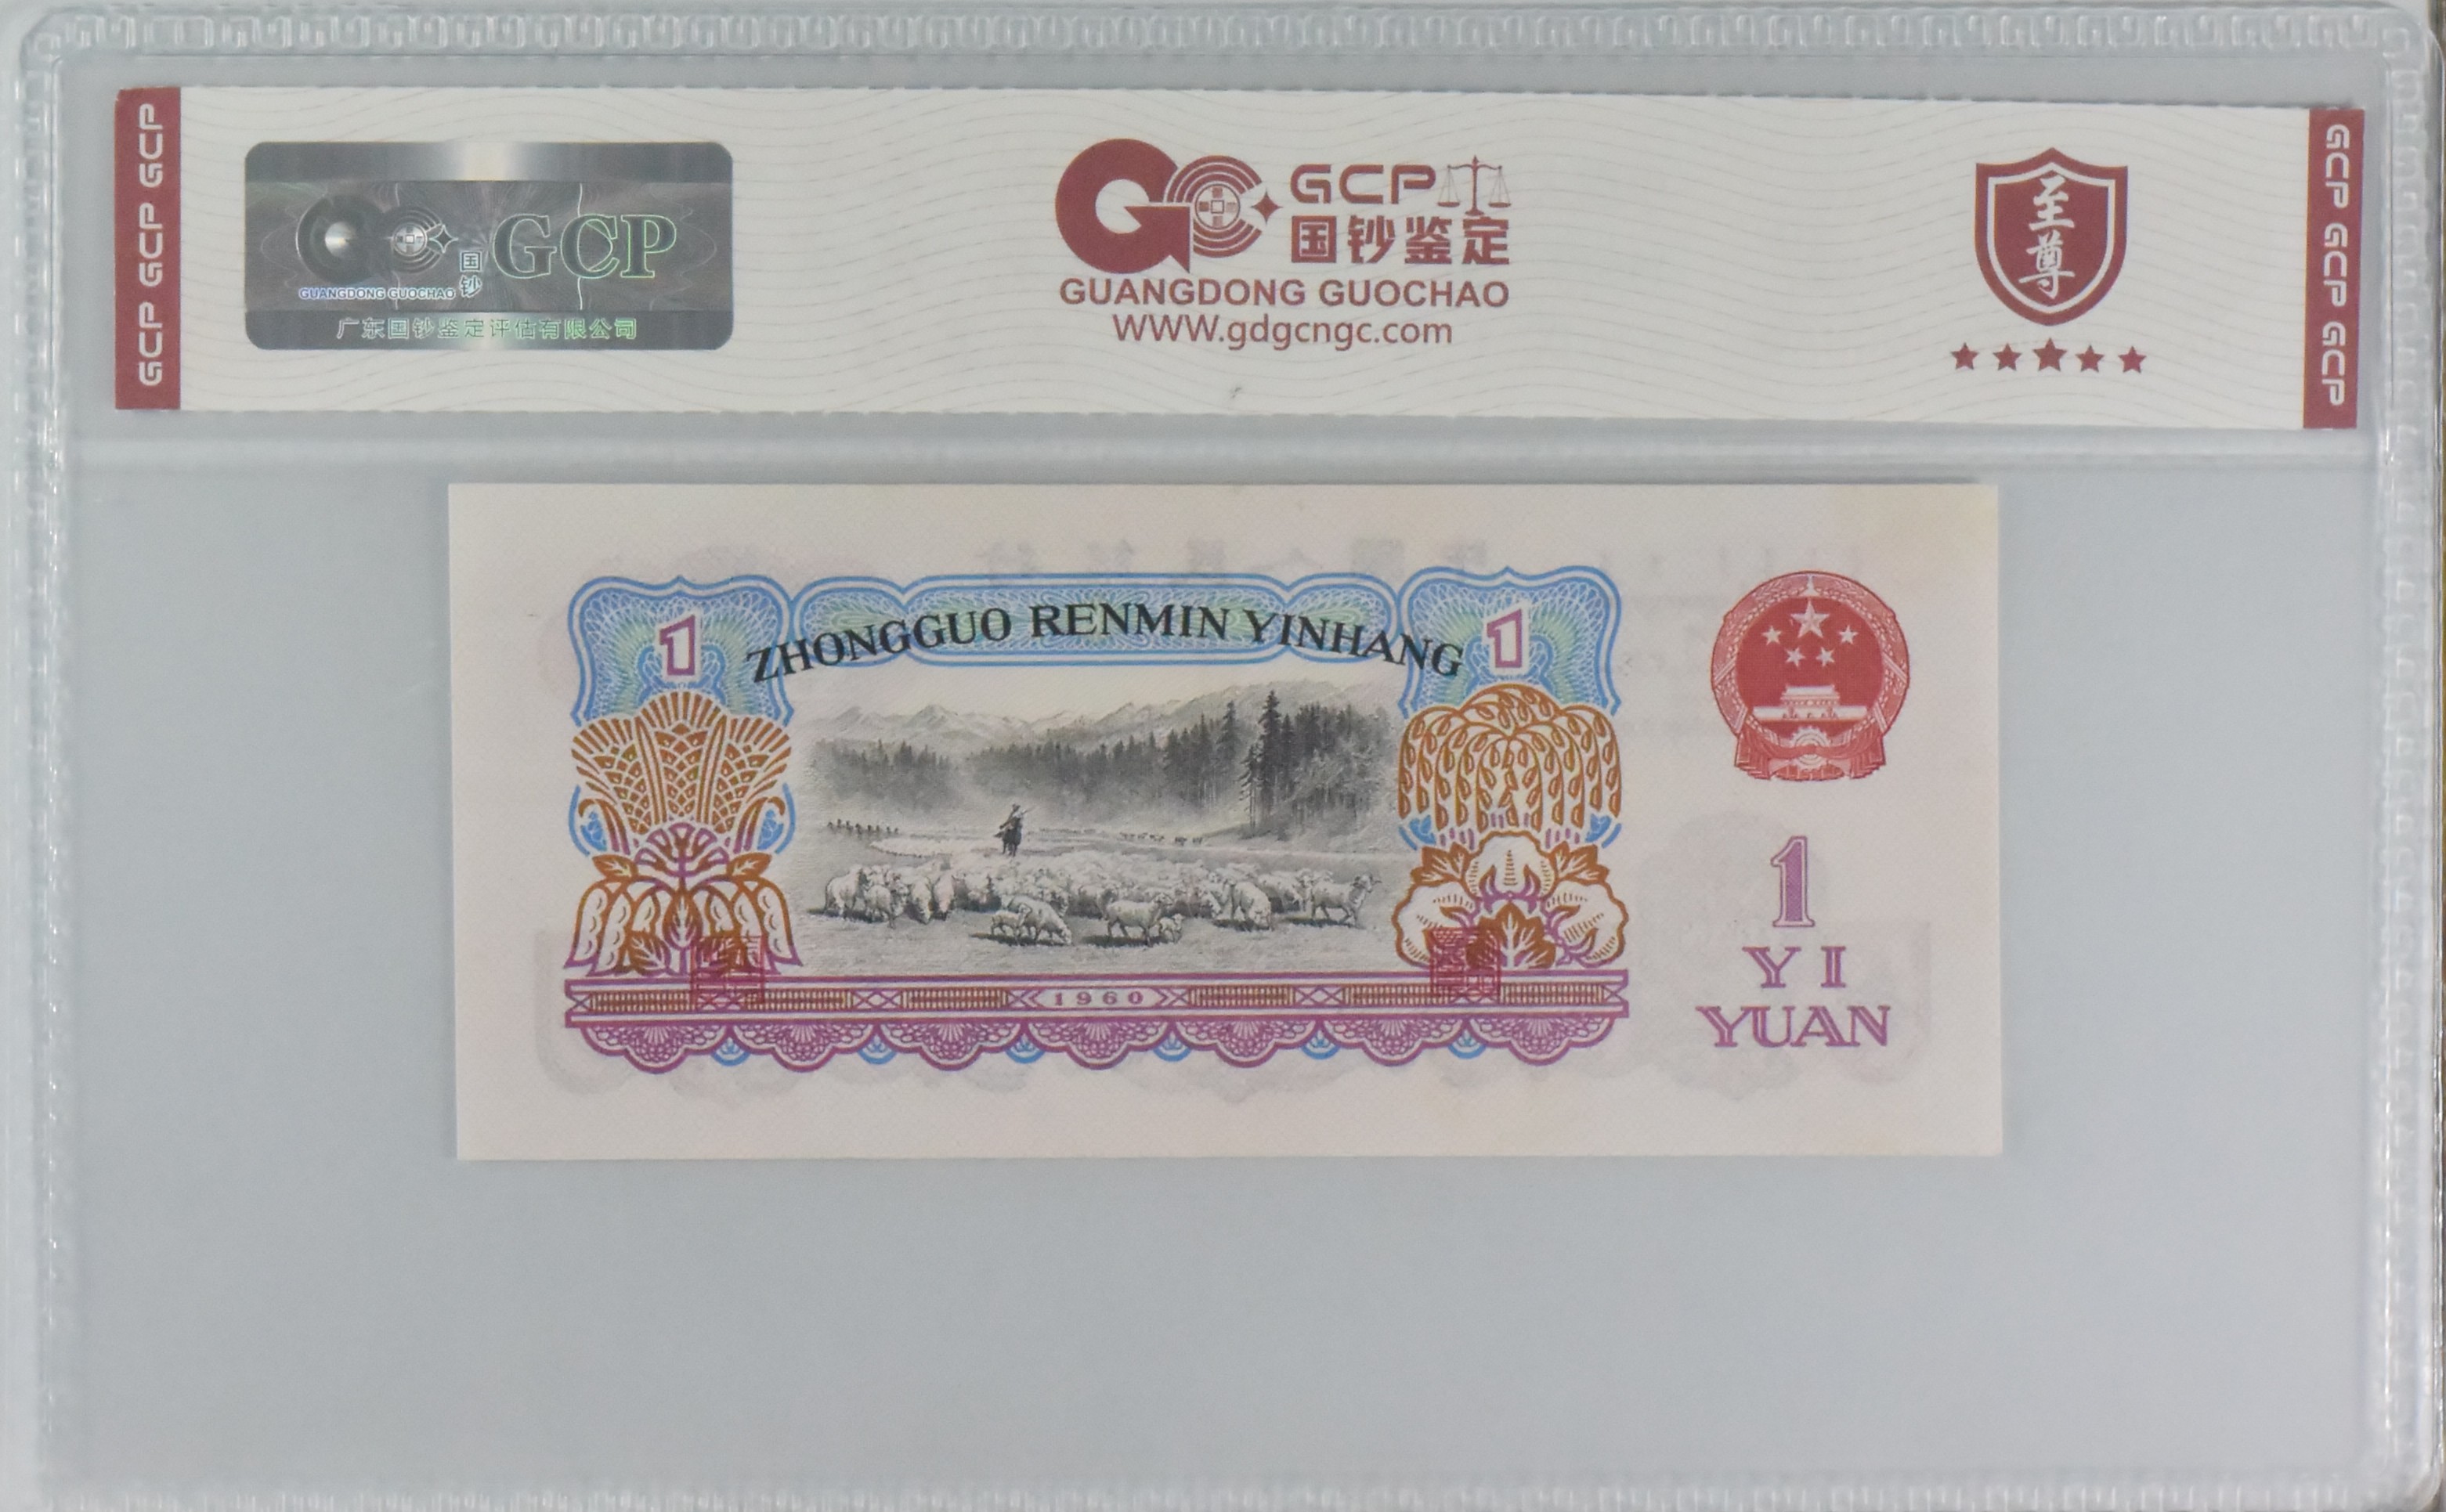 GCP GCP GCP
国钞
GCP
GUANGDONG GUOCHAO
广东国钞鉴定评估有限公司
GCP
国钞鉴定
GUANGDONG GUOCHAO
WWW.gdgcngc.com
至尊
GCP GCP GCP
1
ZHONGGUO RENMIN YINHANG
1
1
YI
YUAN
1960